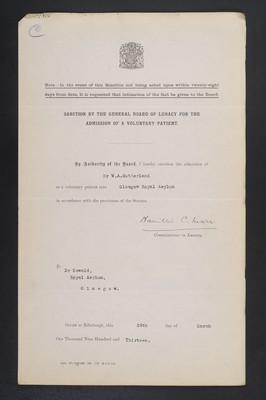 NOTE.—In the event of this Sanction not being acted upon within twenty-eight
days from date, it is requested that intimation of the fact be given to the Board.
SANCTION BY THE GENERAL BOARD OF LUNACY FOR THE
ADMISSION OF A VOLUNTARY PATIENT.
By Authority of the Board, I hereby sanction the admission of
Mr W.A.Sutherland
as a voluntary patient into Glasgow Royal Asylum
in accordance with the provisions of the Statute.
Commissioner in Lunacy.
To
Dr Oswald,
Royal Asylum,
Glasgow.
GIVEN at Edinburgh, this day of March
One Thousand Nine Hundred and Thirteen.